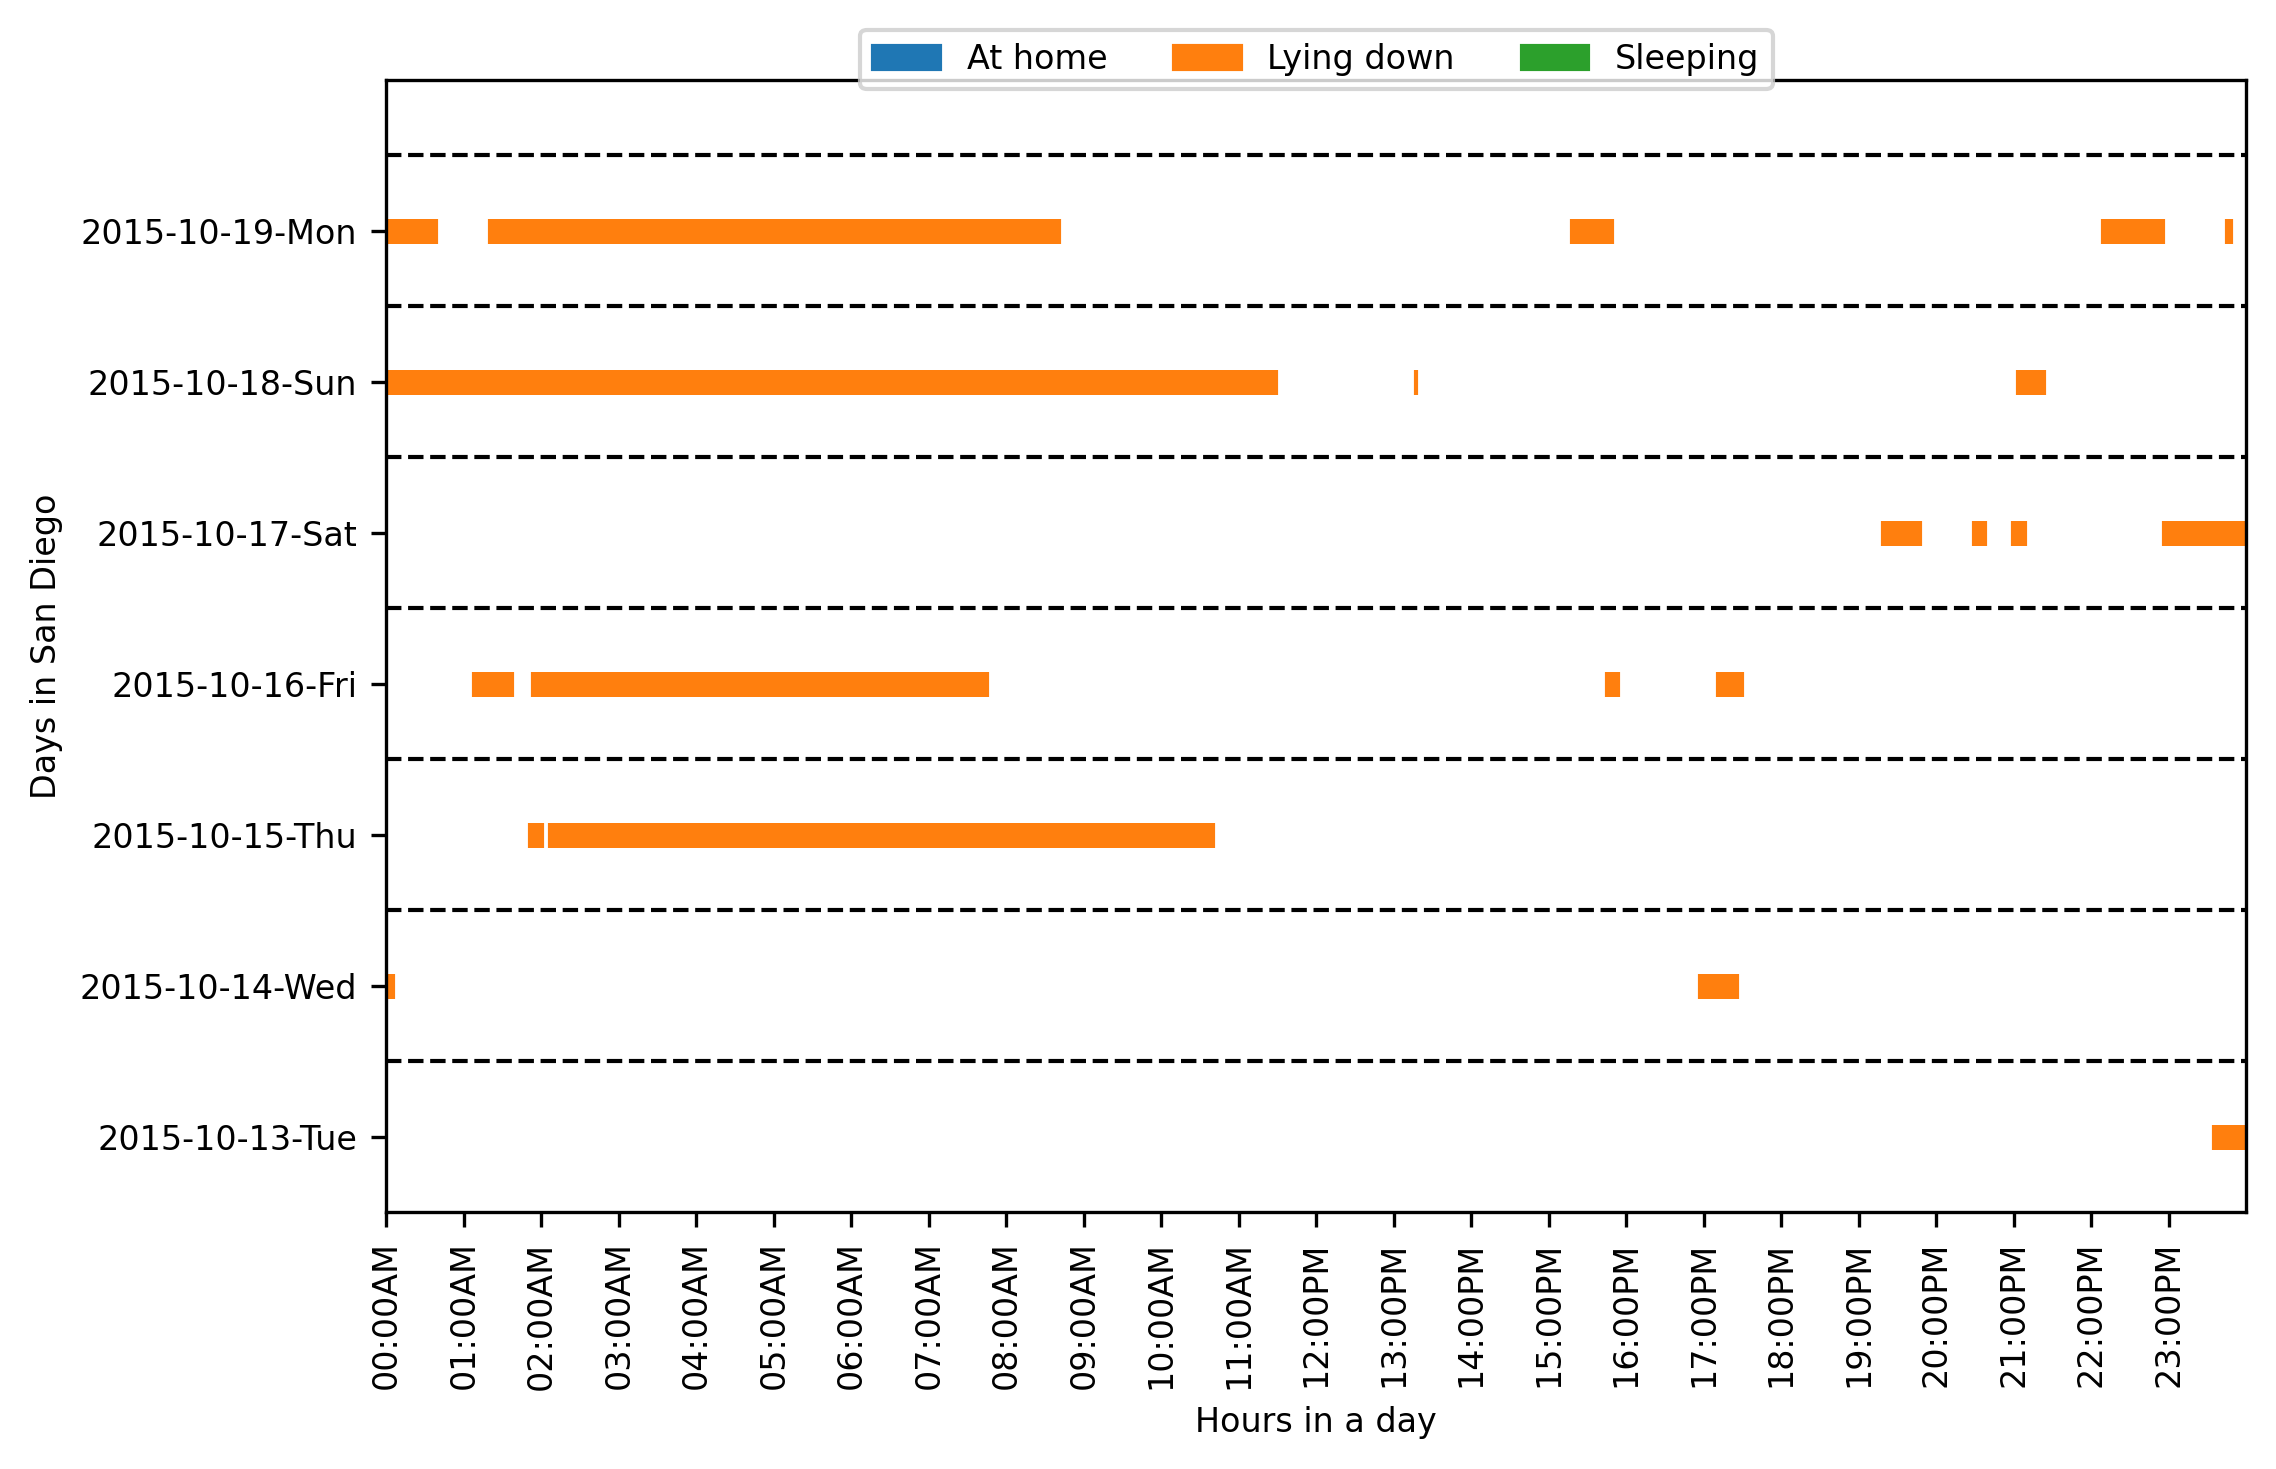 At home Lying down Sleeping
2015-10-19-Mon
2015-10-18-Sun
2015-10-17-Sat
2015-10-16-Fri
2015-10-15-Thu
2015-10-14-Wed
2015-10-13-Tue
Days in San Diego
00:00AM
01:00AM
02:00AM
03:00AM
04:00AM
05:00AM
06:00AM
07:00AM
08:00AM
09:00AM
10:00AM
11:00AM
12:00PM
13:00PM
14:00PM
15:00PM
16:00PM
17:00PM
18:00PM
19:00PM
20:00PM
21:00PM
22:00PM
23:00PM
Hours in a day